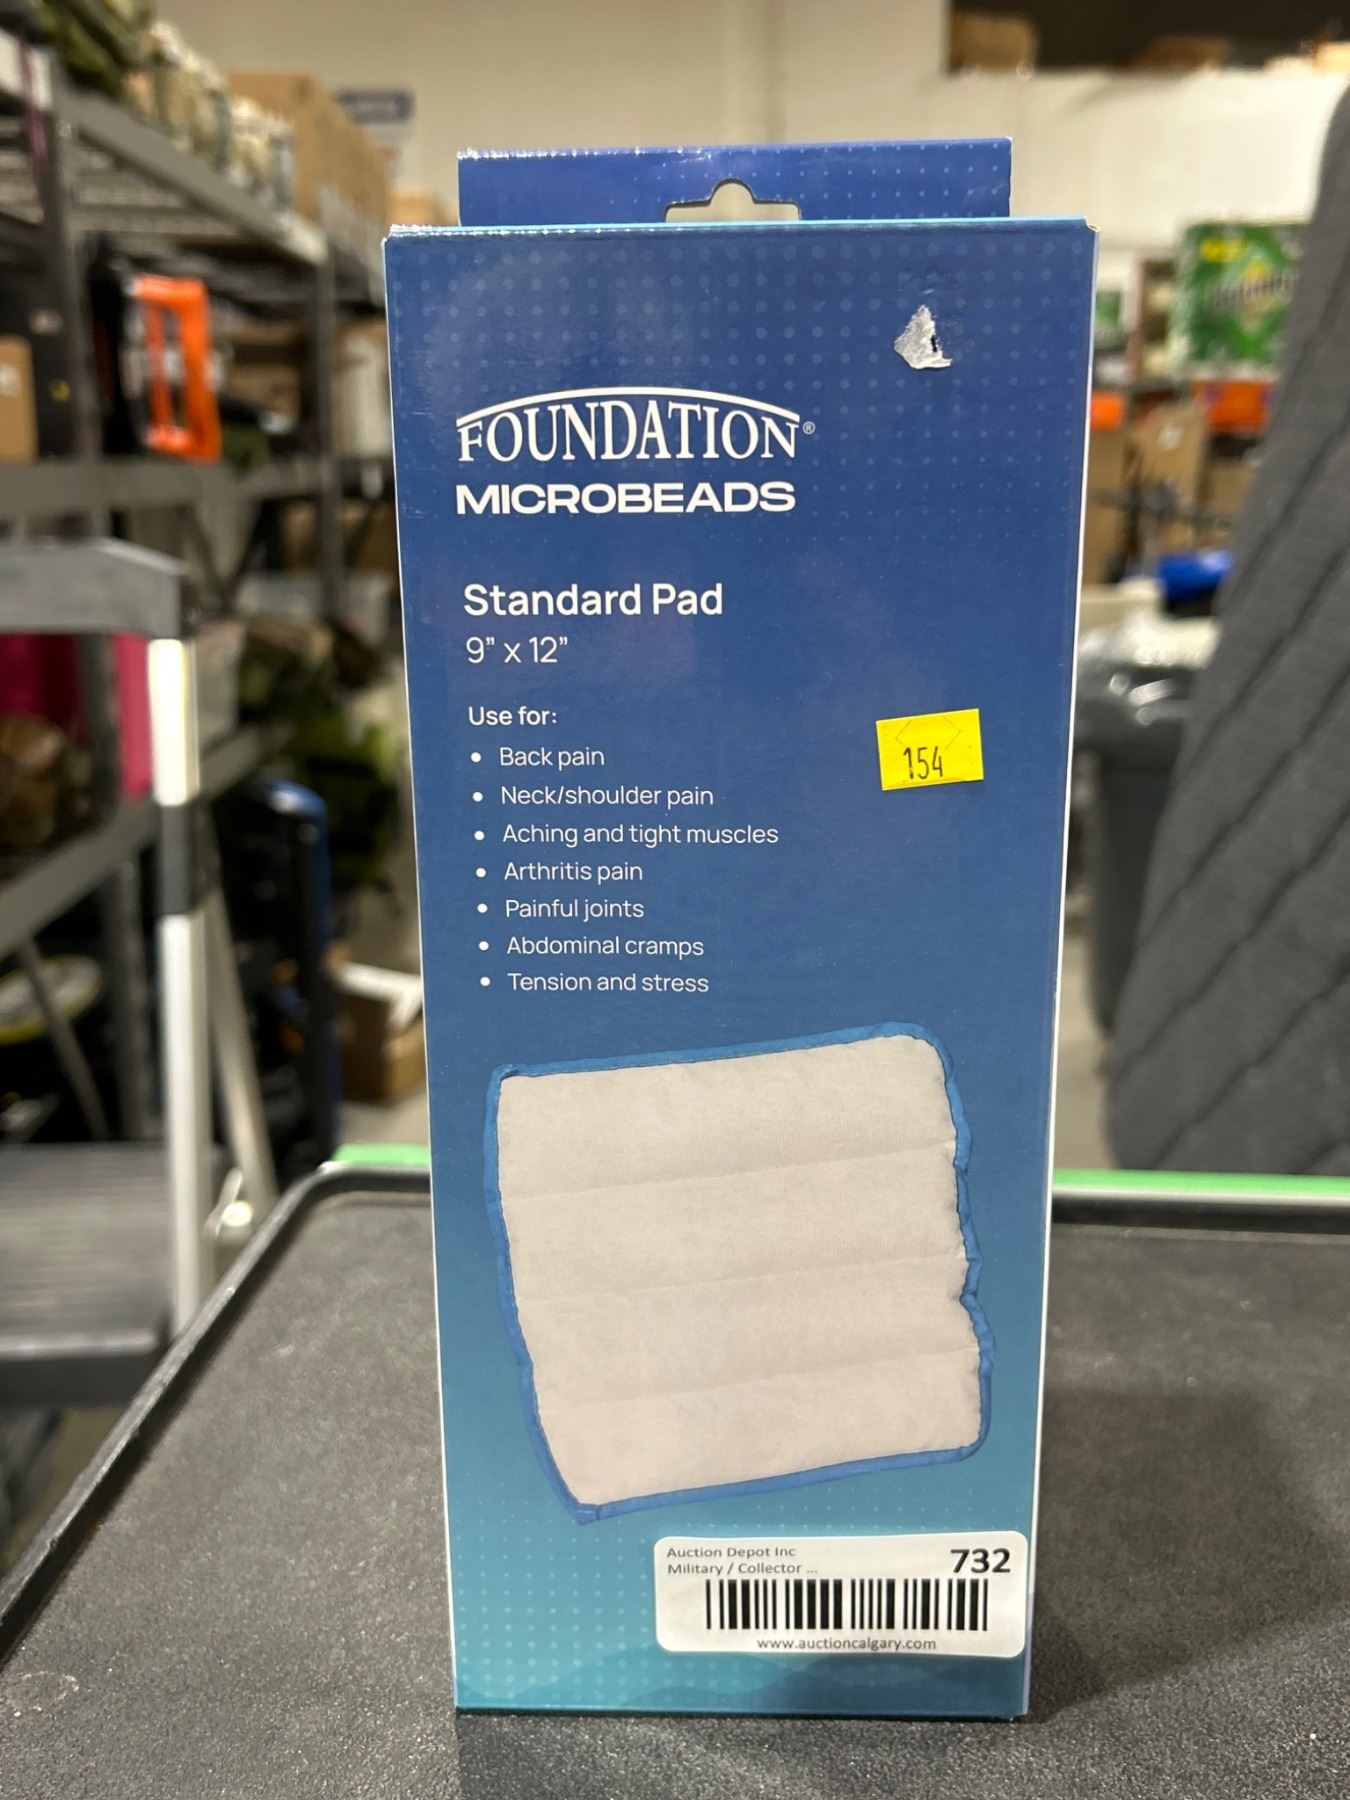 FOUNDATION®
MICROBEADS
Standard Pad
9” x 12”
Use for:
• Back pain
• Neck/shoulder pain
• Aching and tight muscles
• Arthritis pain
• Painful joints
• Abdominal cramps
• Tension and stress
154
Auction Depot Inc
732
Military / Collector ...
www.auctioncalgary.com